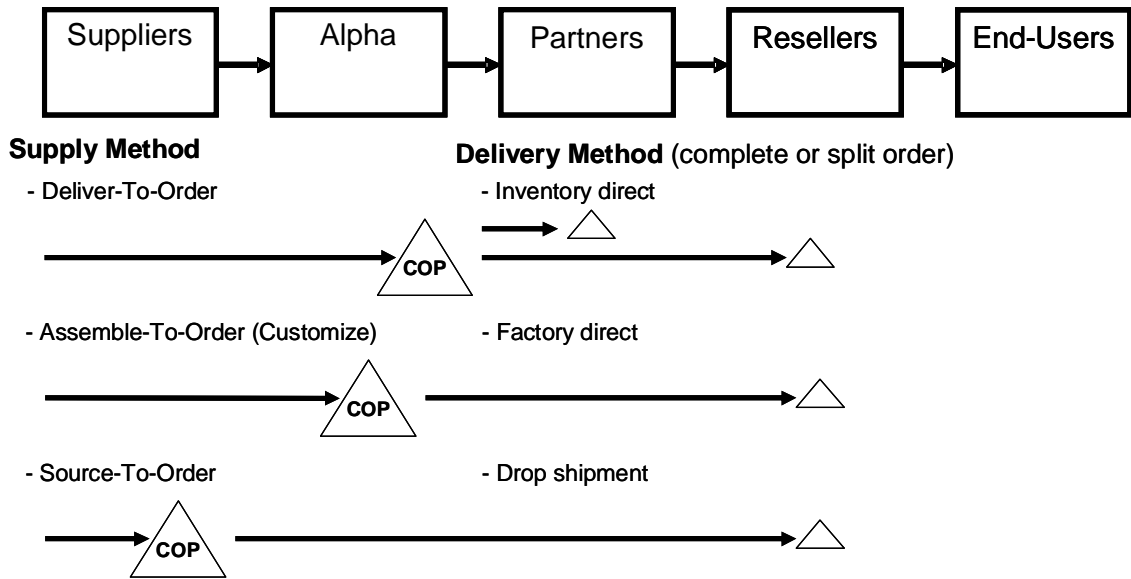 Suppliers
Alpha
Partners
Resellers
End-Users
Supply Method
Delivery Method (complete or split order)
- Deliver-To-Order
- Inventory direct
COP
- Assemble-To-Order (Customize)
- Factory direct
COP
- Source-To-Order
- Drop shipment
COP